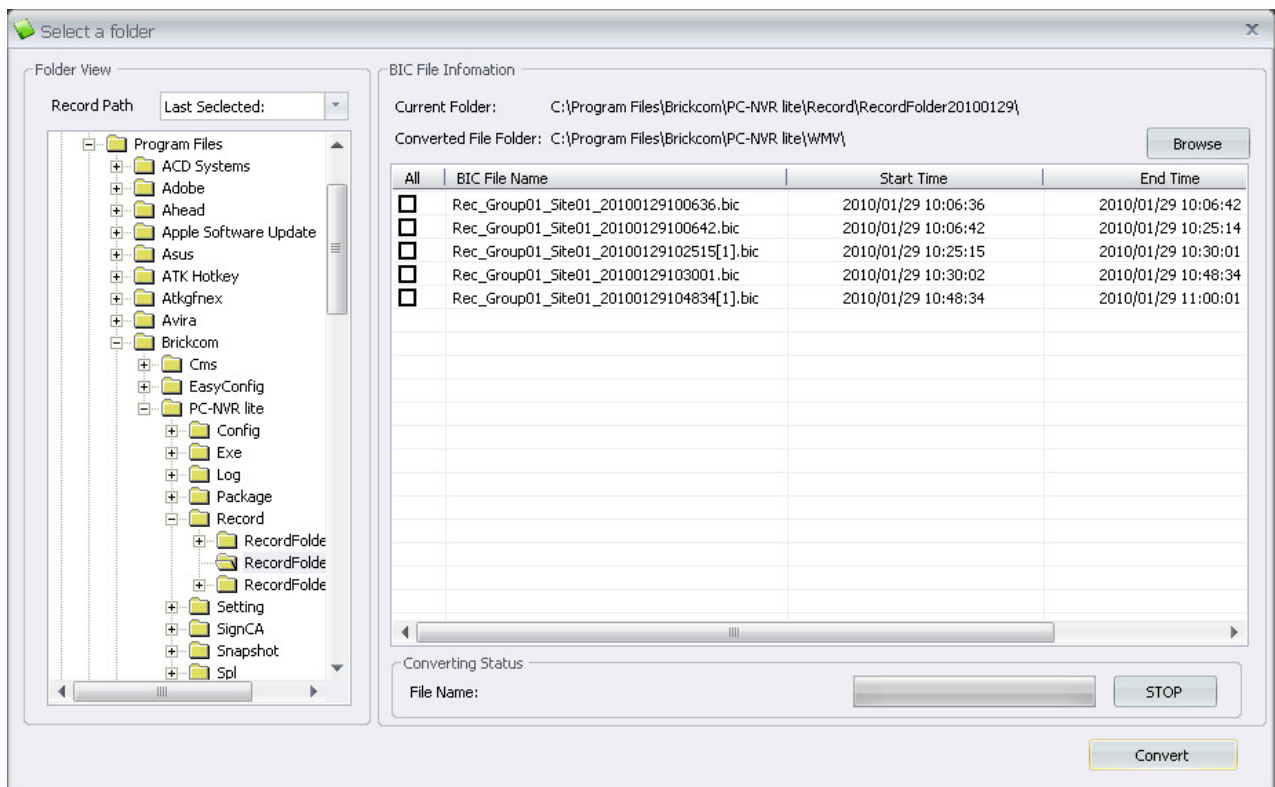 Select a folder
X
Folder View
Record Path
Last Seclected:
Program Files
ACD Systems
Adobe
Ahead
Apple Software Update
Asus
ATK Hotkey
Atkgfnex
Avira
Brickcom
Cms
EasyConfig
PC-NVR lite
Config
Exe
Log
Package
Record
RecordFolde
RecordFolde
RecordFolde
Setting
SignCA
Snapshot
Spl
BIC File Infomation
Current Folder: C:\Program Files\Brickcom\PC-NVR lite\Record\RecordFolder20100129\
Converted File Folder: C:\Program Files\Brickcom\PC-NVR lite\WMV\
Browse
All BIC File Name Start Time End Time
Rec_Group01_Site01_20100129100636.bic 2010/01/29 10:06:36 2010/01/29 10:06:42
Rec_Group01_Site01_20100129100642.bic 2010/01/29 10:06:42 2010/01/29 10:25:14
Rec_Group01_Site01_20100129102515[1].bic 2010/01/29 10:25:15 2010/01/29 10:30:01
Rec_Group01_Site01_20100129103001.bic 2010/01/29 10:30:02 2010/01/29 10:48:34
Rec_Group01_Site01_20100129104834[1].bic 2010/01/29 10:48:34 2010/01/29 11:00:01
Converting Status
File Name:
STOP
Convert